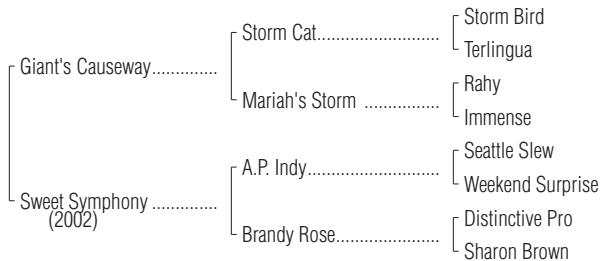 Storm Bird
Storm Cat..........................
Terlingua
Giant's Causeway..............
Rahy
Mariah's Storm ................
Immense
Seattle Slew
A.P. Indy............................
Weekend Surprise
Sweet Symphony ..............
(2002)
Distinctive Pro
Brandy Rose......................
Sharon Brown